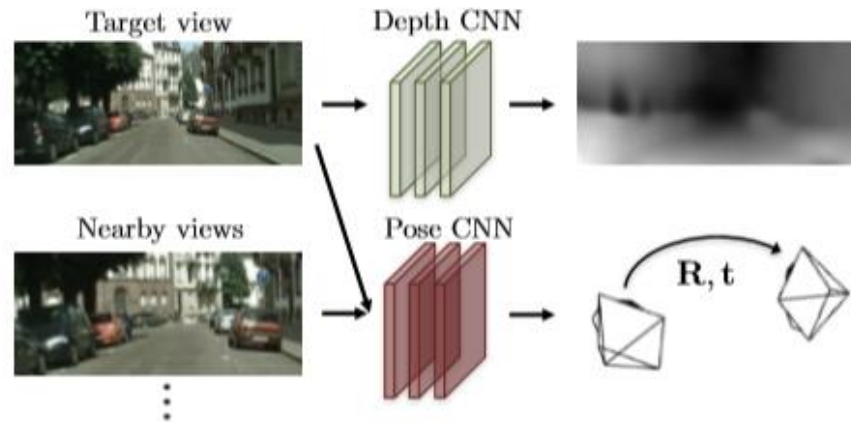 Target view
Depth CNN
Nearby views
Pose CNN
R, t